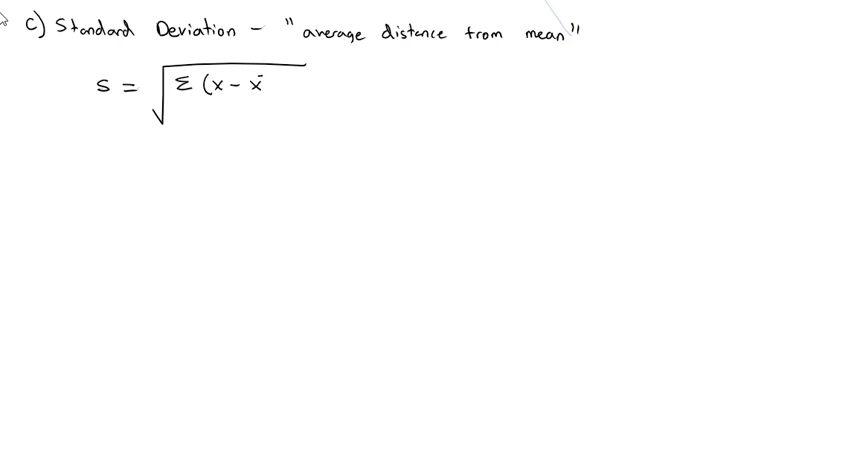 C) Standard Deviation - "average distance from mean"
s = √ Σ (x - x̄